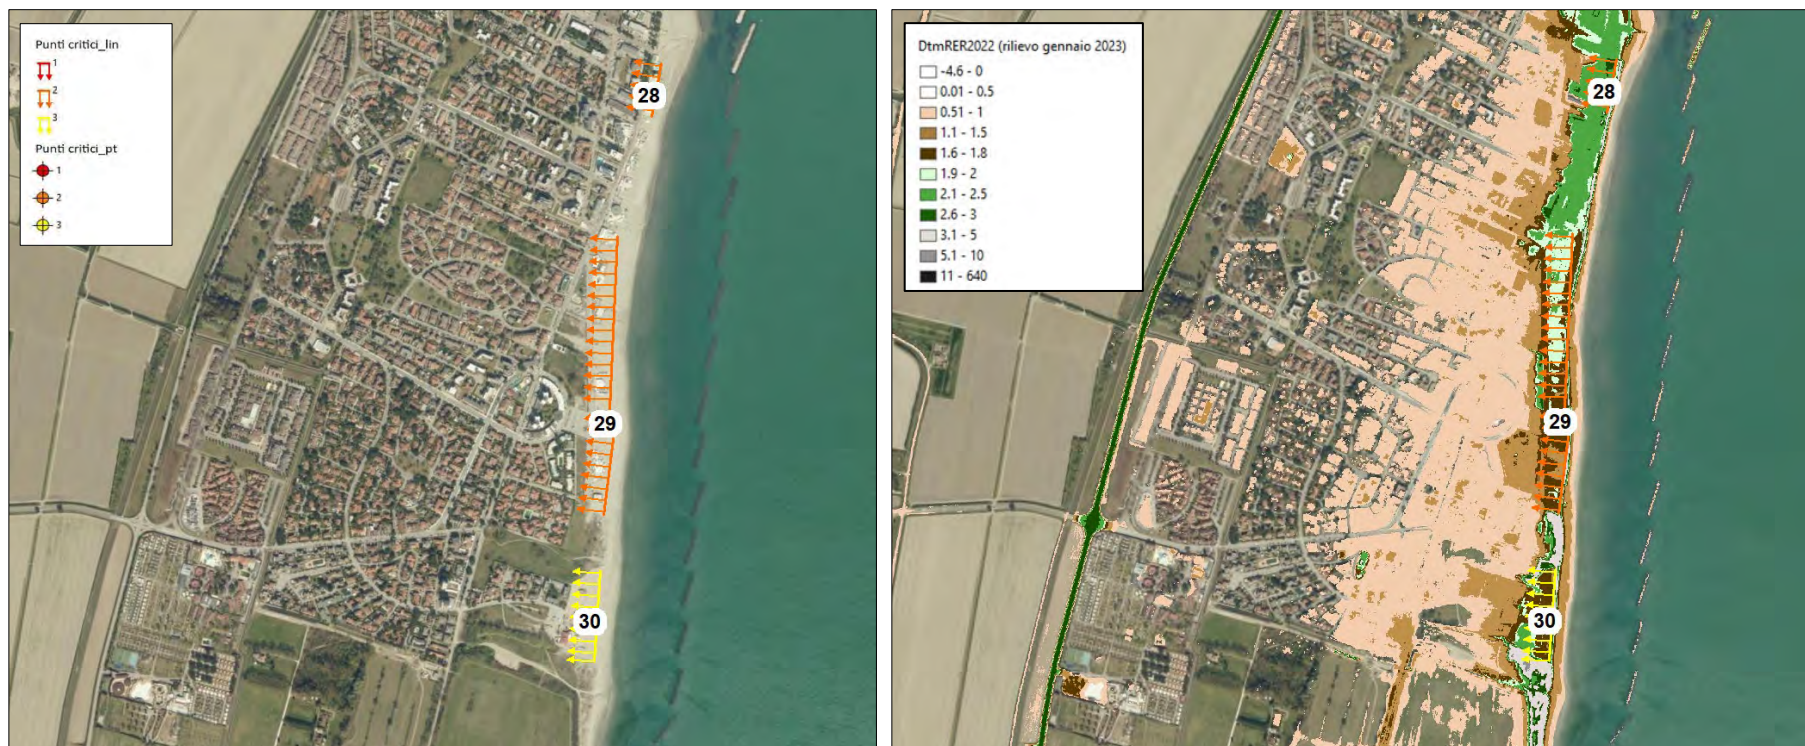 Punti critici_lin
1
2
3
Punti critici_pt
1
2
3
28
29
30
DtmRER2022 (rilievo gennaio 2023)
-4.6 - 0
0.01 - 0.5
0.51 - 1
1.1 - 1.5
1.6 - 1.8
1.9 - 2
2.1 - 2.5
2.6 - 3
3.1 - 5
5.1 - 10
11 - 640
28
29
30